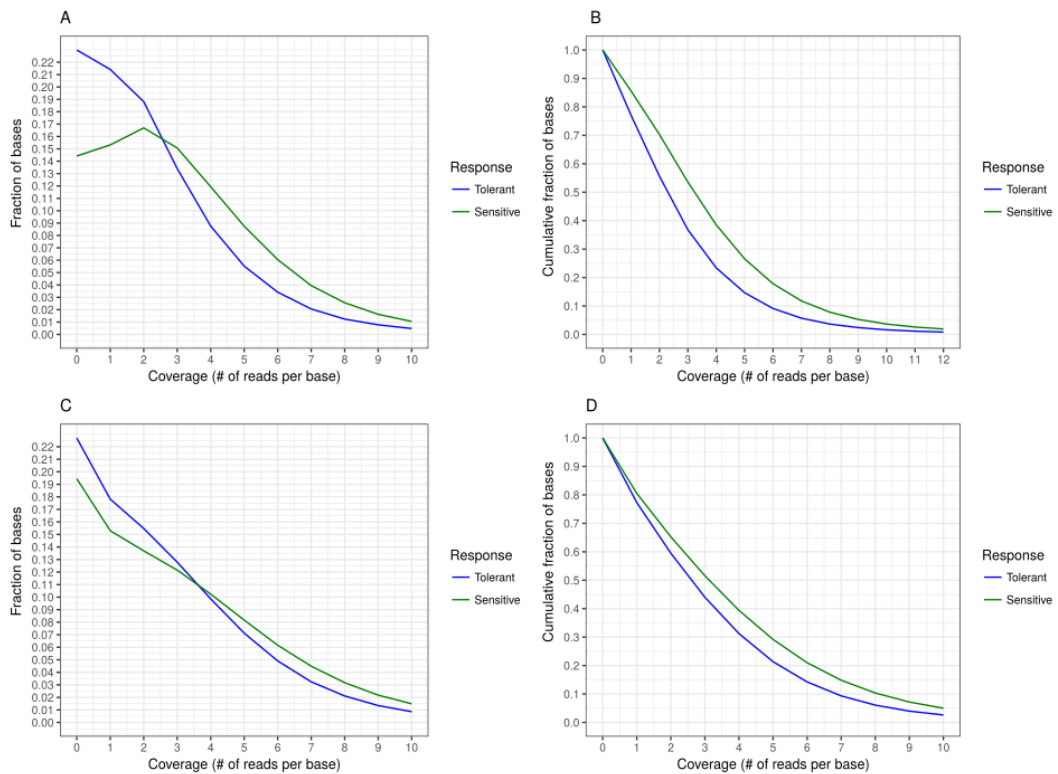 A
Fraction of bases
0.22
0.21
0.20
0.19
0.18
0.17
0.16
0.15
0.14
0.13
0.12
0.11
0.10
0.09
0.08
0.07
0.06
0.05
0.04
0.03
0.02
0.01
0.00
0 1 2 3 4 5 6 7 8 9 10
Coverage (# of reads per base)
Response
Tolerant
Sensitive
B
Cumulative fraction of bases
1.0
0.9
0.8
0.7
0.6
0.5
0.4
0.3
0.2
0.1
0.0
0 1 2 3 4 5 6 7 8 9 10 11 12
Coverage (# of reads per base)
Response
Tolerant
Sensitive
C
Fraction of bases
0.22
0.21
0.20
0.19
0.18
0.17
0.16
0.15
0.14
0.13
0.12
0.11
0.10
0.09
0.08
0.07
0.06
0.05
0.04
0.03
0.02
0.01
0.00
0 1 2 3 4 5 6 7 8 9 10
Coverage (# of reads per base)
Response
Tolerant
Sensitive
D
Cumulative fraction of bases
1.0
0.9
0.8
0.7
0.6
0.5
0.4
0.3
0.2
0.1
0.0
0 1 2 3 4 5 6 7 8 9 10
Coverage (# of reads per base)
Response
Tolerant
Sensitive